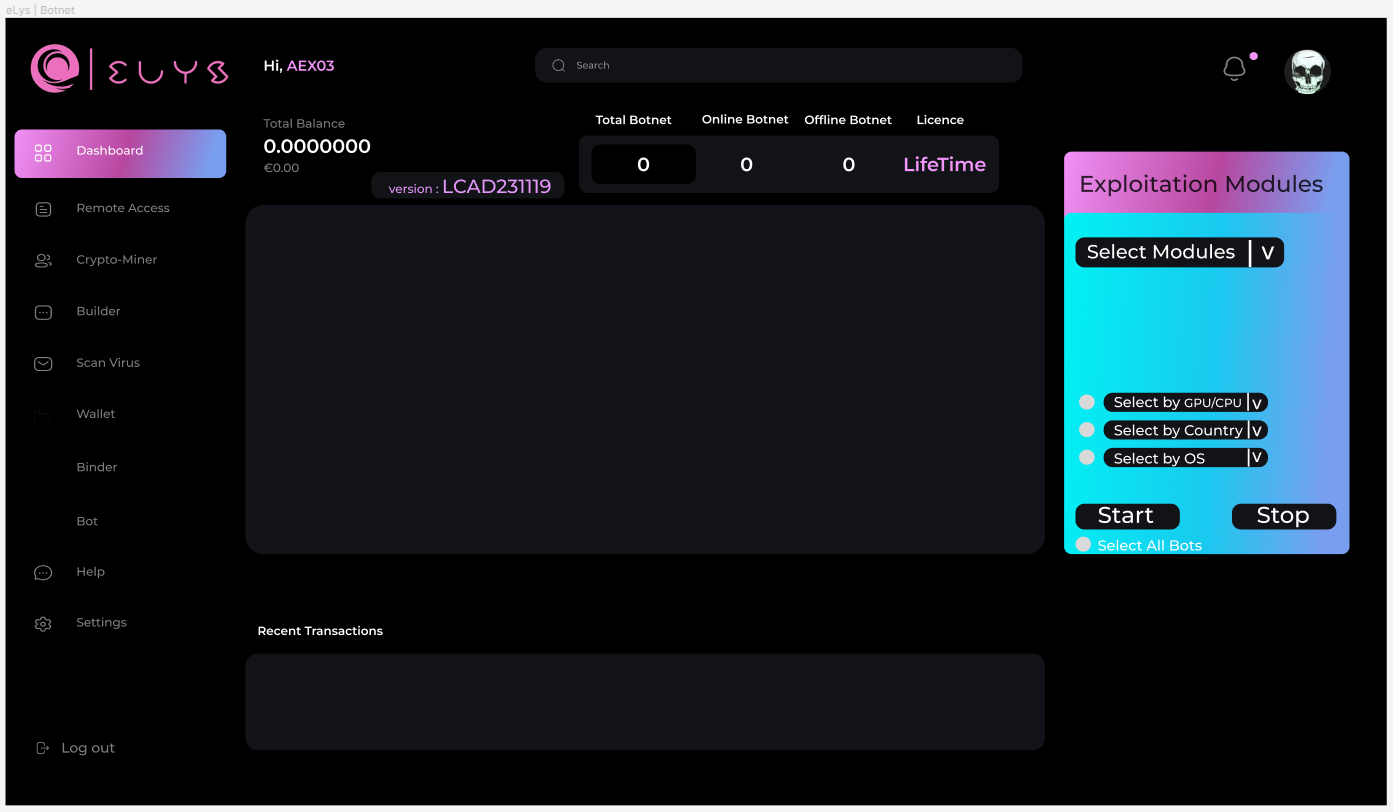 eLys | Botnet
ELYS
Hi, AEX03
Search
Total Balance
0.0000000
€0.00
version : LCAD231119
Total Botnet Online Botnet Offline Botnet Licence
0 0 0 LifeTime
Dashboard
Remote Access
Crypto-Miner
Builder
Scan Virus
Wallet
Binder
Bot
Help
Settings
Log out
Exploitation Modules
Select Modules | V
Select by GPU/CPU | V
Select by Country | V
Select by OS | V
Start Stop
Select All Bots
Recent Transactions